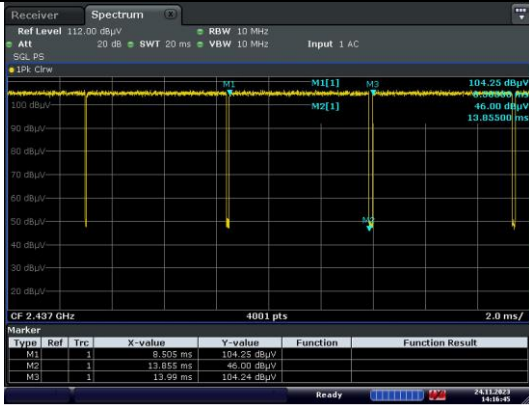 Receiver Spectrum
Ref Level 112.00 dBµV RBW 10 MHz
Att 20 dB SWT 20 ms VBW 10 MHz Input 1 AC
SGL PS
1Pk Clrw
M1 M1[1] M3 104.25 dBµV
100 dBµV M2[1] 46.00 dBµV
13.85500 ms
90 dBµV
80 dBµV
70 dBµV
60 dBµV
50 dBµV M2
40 dBµV
30 dBµV
20 dBµV
CF 2.437 GHz 4001 pts 2.0 ms/
Marker
Type Ref Trc X-value Y-value Function Function Result
M1 1 8.505 ms 104.25 dBµV
M2 1 13.855 ms 46.00 dBµV
M3 1 13.99 ms 104.24 dBµV
Ready 24.11.2023
14:16:45